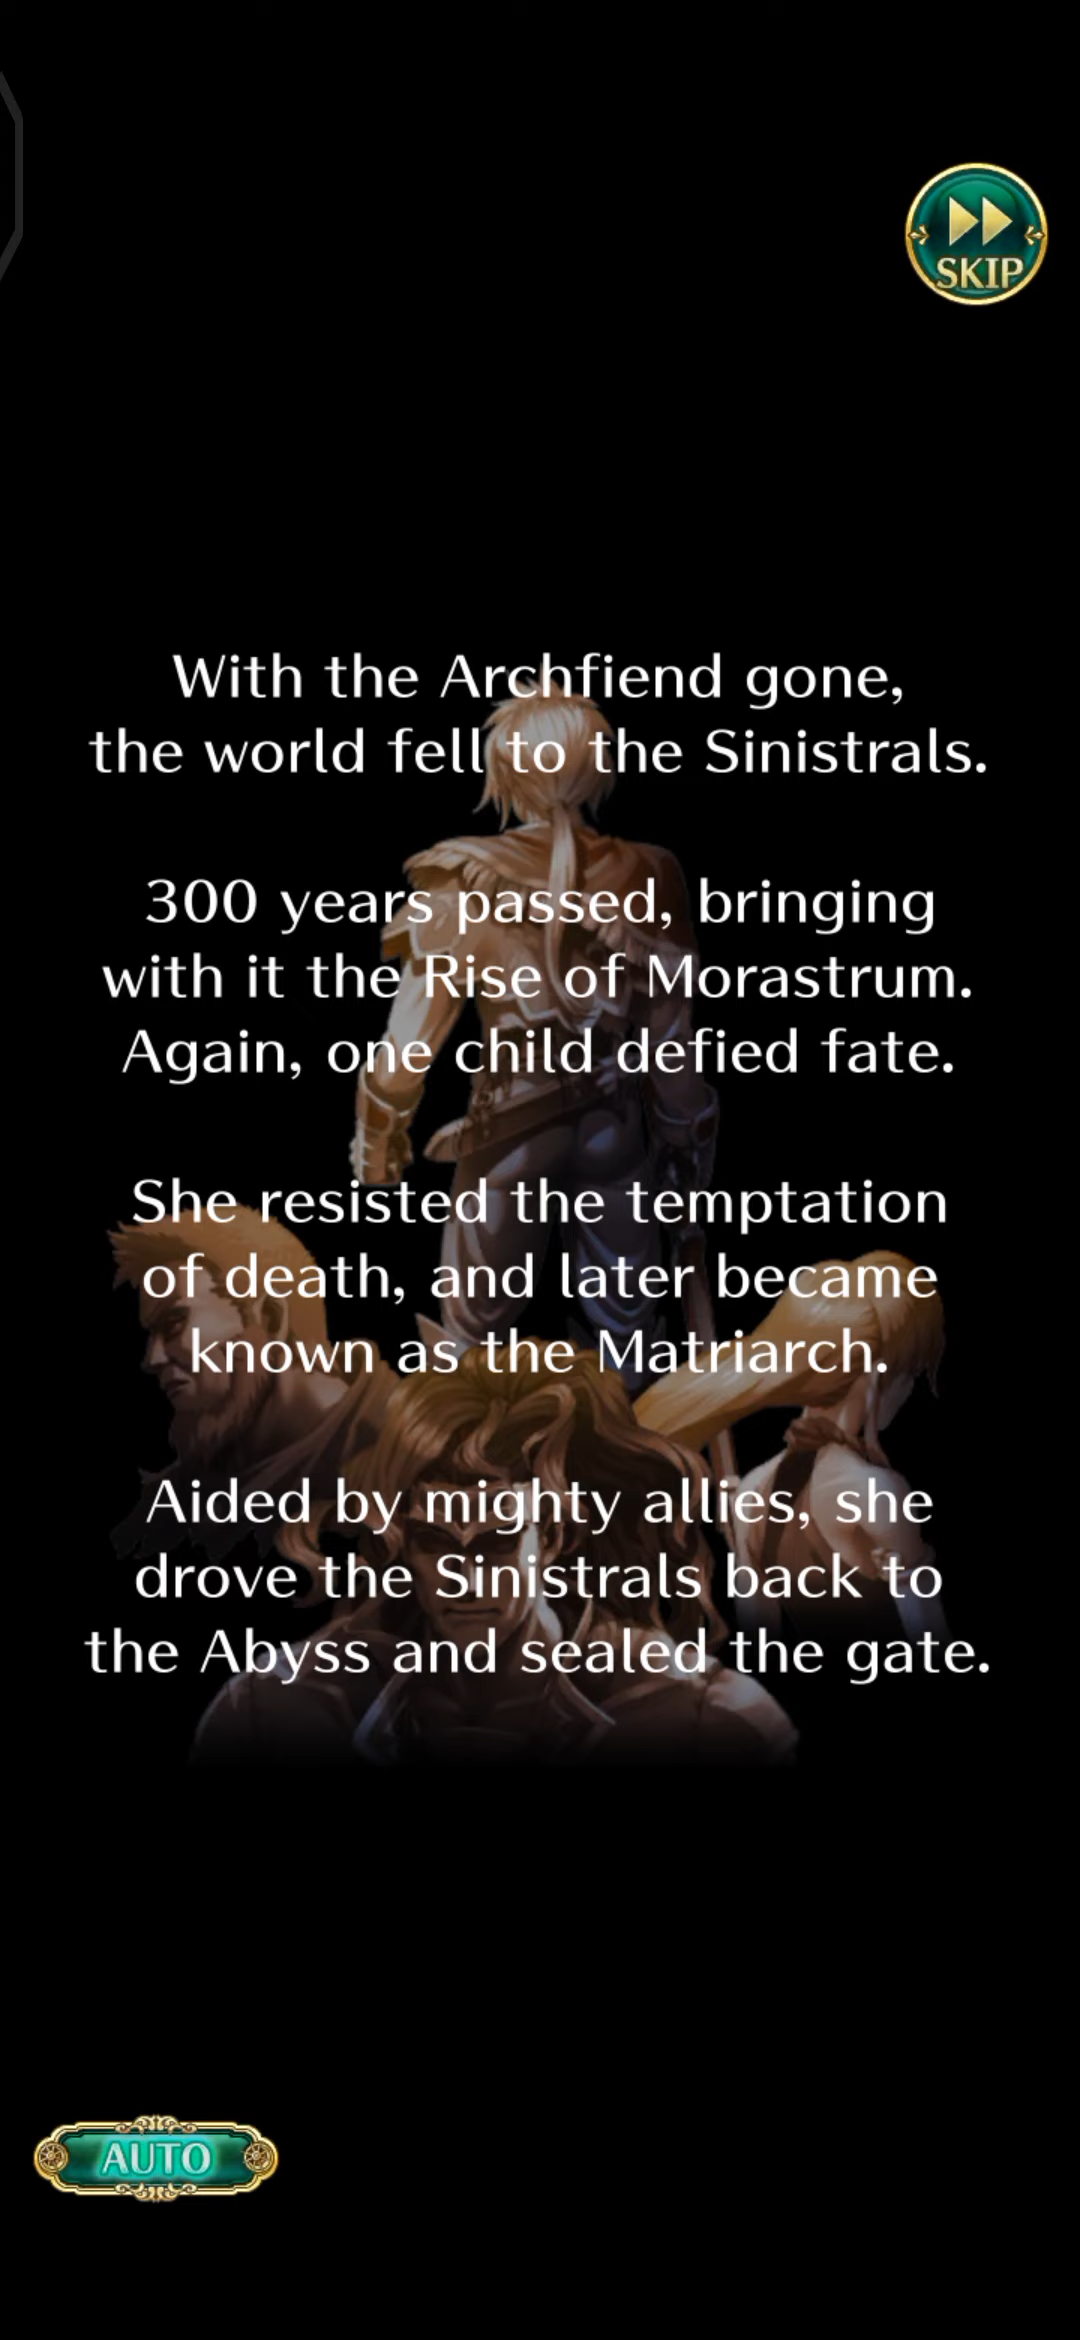 SKIP
With the Archfiend gone,
the world fell to the Sinistrals.
300 years passed, bringing
with it the Rise of Morastrum.
Again, one child defied fate.
She resisted the temptation
of death, and later became
known as the Matriarch.
Aided by mighty allies, she
drove the Sinistrals back to
the Abyss and sealed the gate.
AUTO